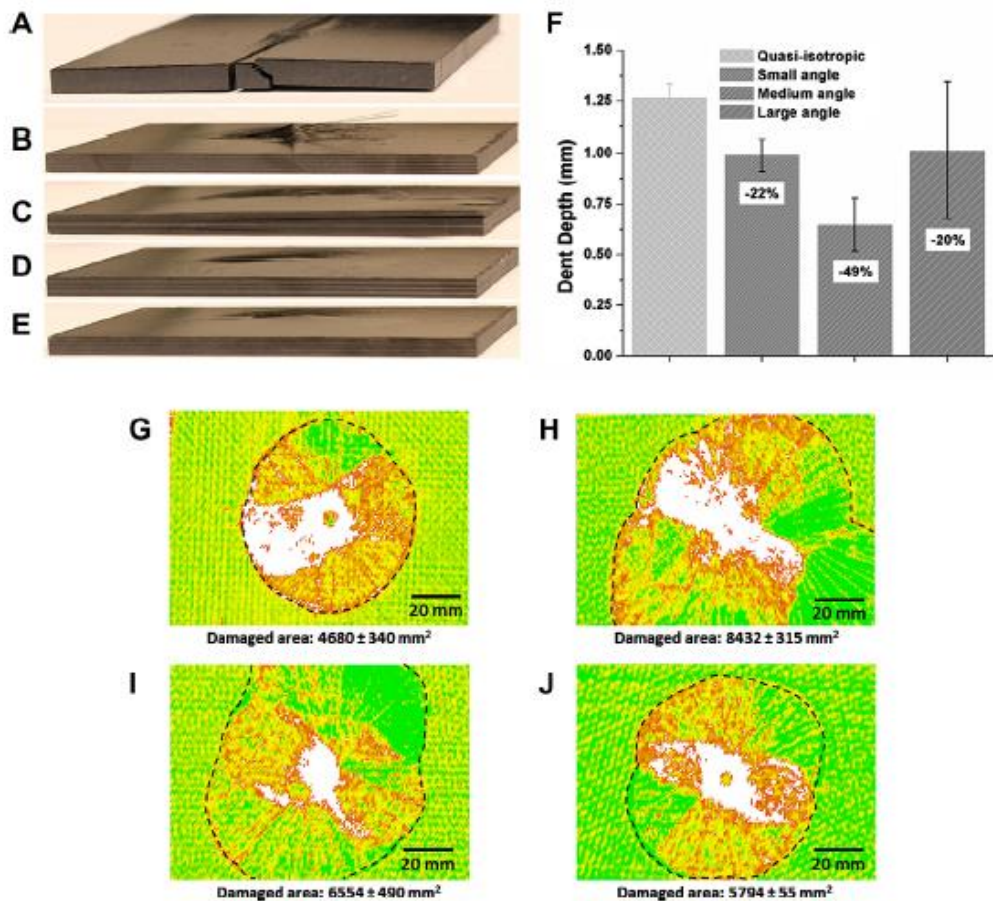 A
B
C
D
E
F
1.50
1.25
1.00
0.75
0.50
0.25
0.00
Dent Depth (mm)
Quasi-isotropic
Small angle
Medium angle
Large angle
-22%
-49%
-20%
G
20 mm
Damaged area: 4680 ± 340 mm²
H
20 mm
Damaged area: 8432 ± 315 mm²
I
20 mm
Damaged area: 6554 ± 490 mm²
J
20 mm
Damaged area: 5794 ± 55 mm²